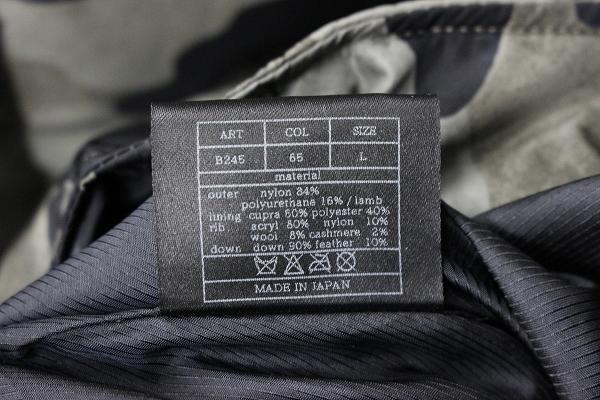 ART COL SIZE
B245 65 L
material
outer nylon 84%
polyurethane 16% / lamb
lining cupra 60% polyester 40%
rib acryl 80% nylon 10%
wool 8% cashmere 2%
down down 90% feather 10%
MADE IN JAPAN